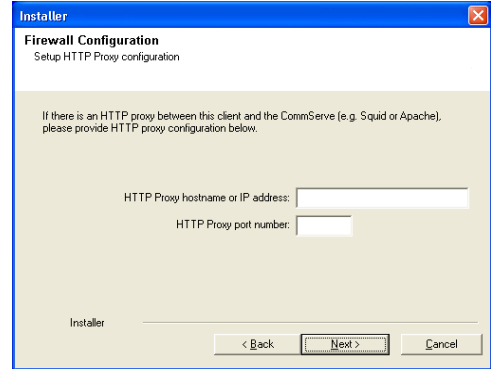 Installer
Firewall Configuration
Setup HTTP Proxy configuration
If there is an HTTP proxy between this client and the CommServe (e.g. Squid or Apache),
please provide HTTP proxy configuration below.
HTTP Proxy hostname or IP address:
HTTP Proxy port number:
Installer
< Back
Next >
Cancel